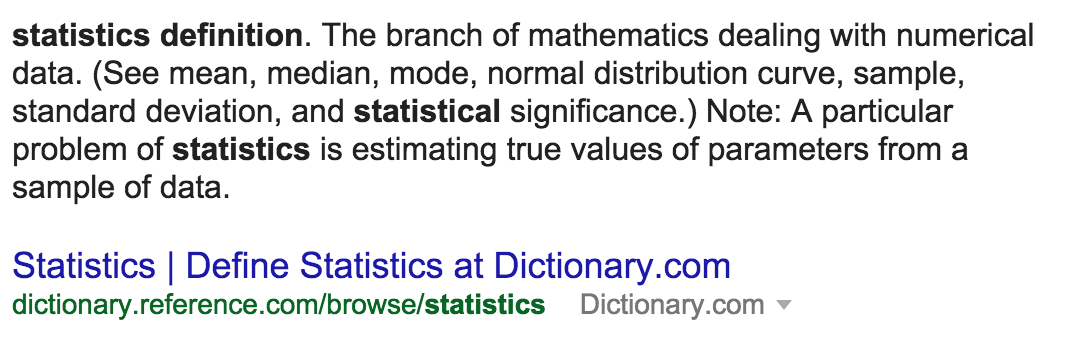 statistics definition. The branch of mathematics dealing with numerical
data. (See mean, median, mode, normal distribution curve, sample,
standard deviation, and statistical significance.) Note: A particular
problem of statistics is estimating true values of parameters from a
sample of data.
Statistics | Define Statistics at Dictionary.com
dictionary.reference.com/browse/statistics Dictionary.com